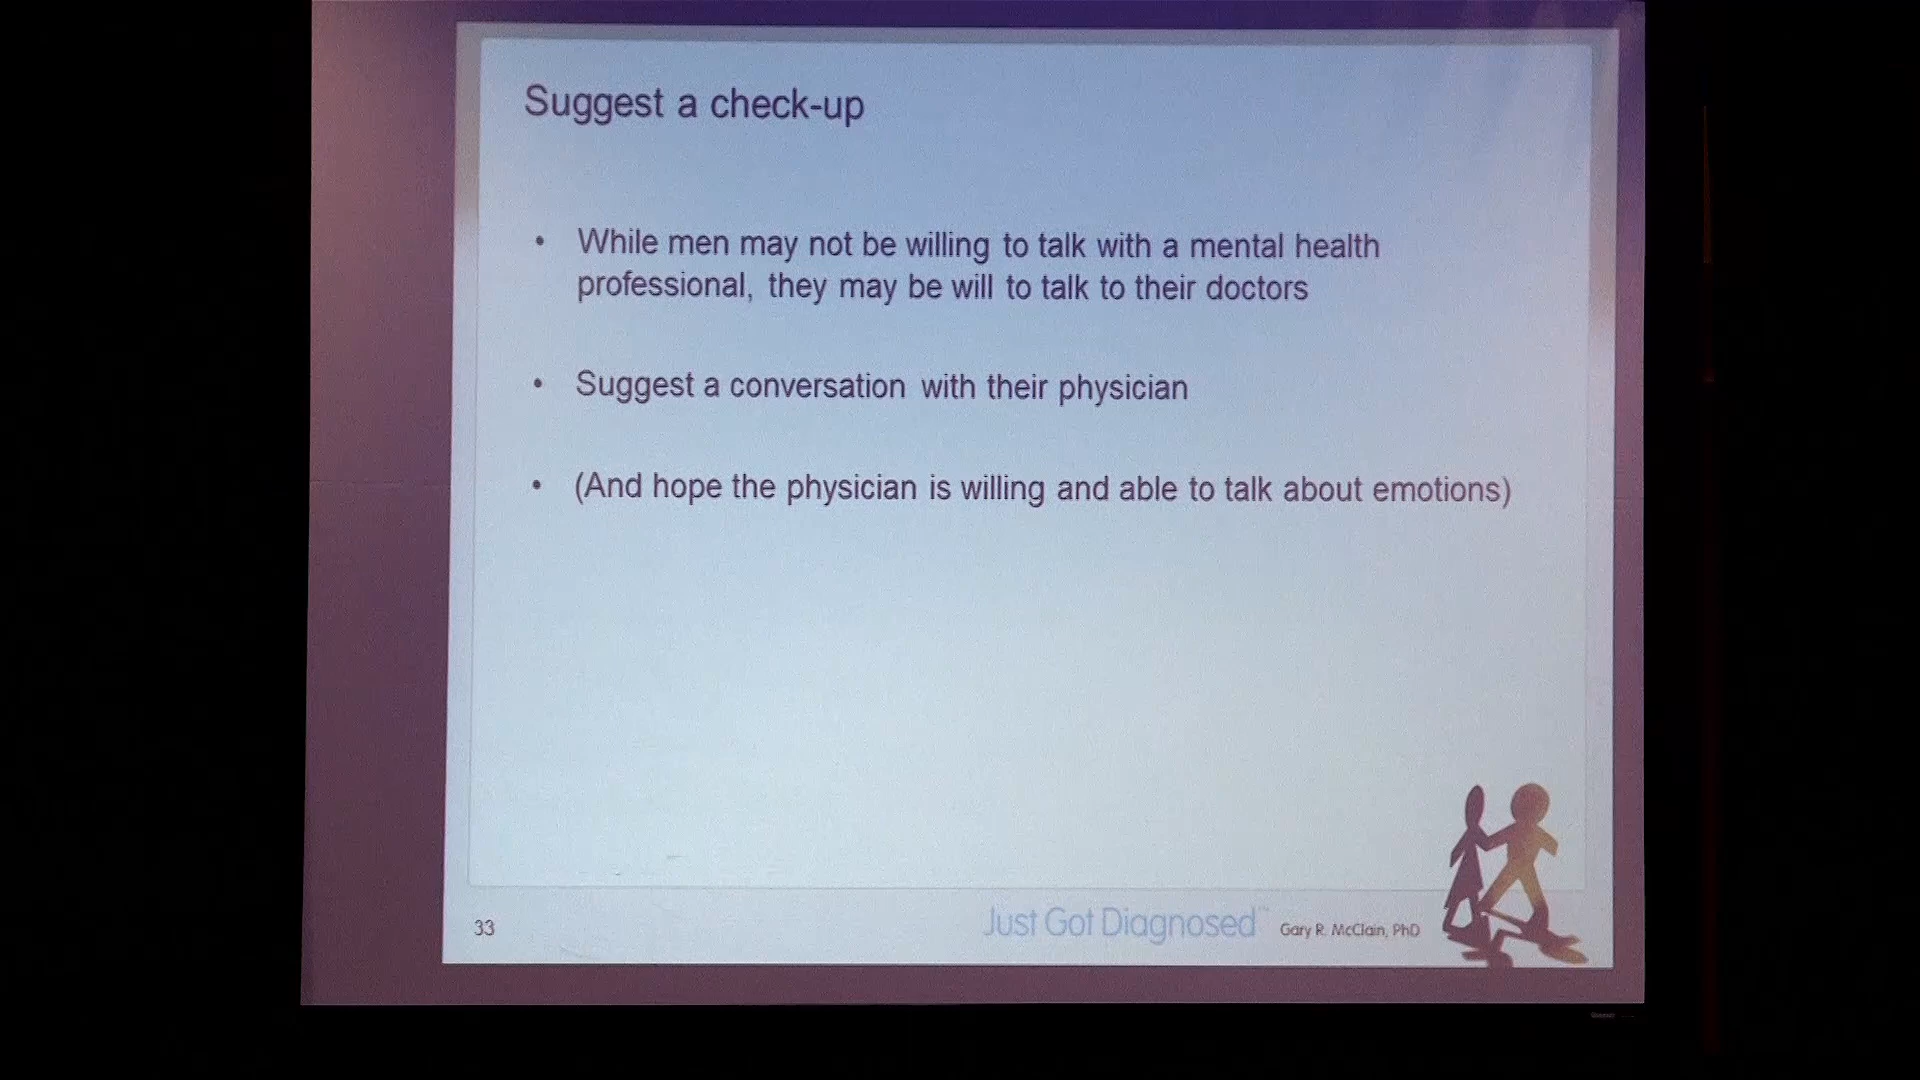 Suggest a check-up
• While men may not be willing to talk with a mental health
professional, they may be will to talk to their doctors
• Suggest a conversation with their physician
• (And hope the physician is willing and able to talk about emotions)
33
Just Got Diagnosed™
Gary R. McClain, PhD